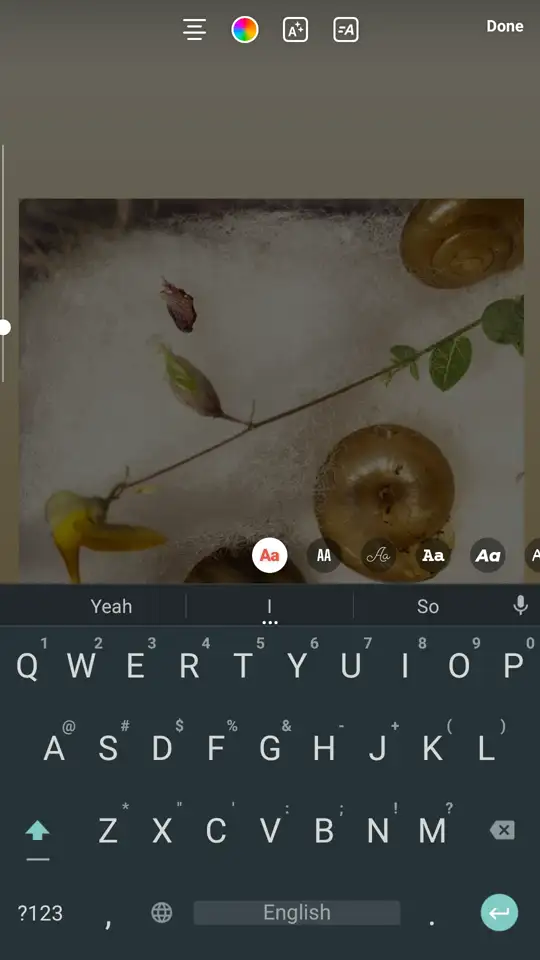 A Done
=A
Aa AA Aa Aa Aa A
Yeah I So
1 2 3 4 5 6 7 8 9 0
Q W E R T Y U I O P
@ # $ % & - + ( )
A S D F G H J K L
* " ' : ; ! ?
Z X C V B N M
?123 , English .